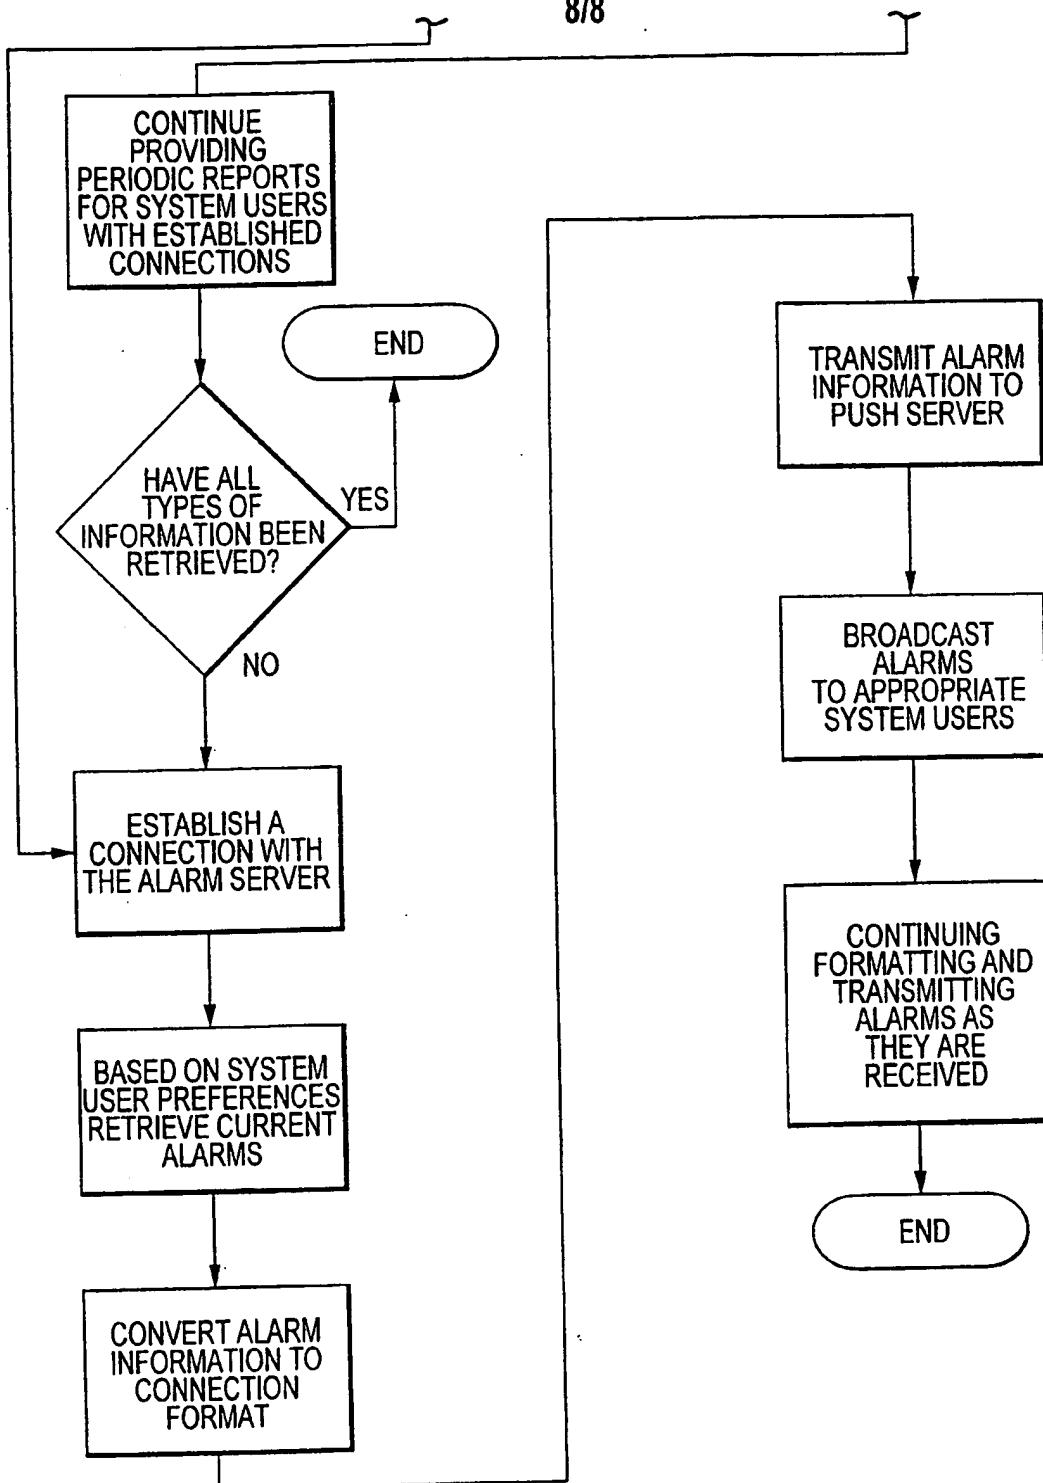 8/8
CONTINUE
PROVIDING
PERIODIC REPORTS
FOR SYSTEM USERS
WITH ESTABLISHED
CONNECTIONS
END
HAVE ALL
TYPES OF
INFORMATION BEEN
RETRIEVED?
YES
NO
ESTABLISH A
CONNECTION WITH
THE ALARM SERVER
BASED ON SYSTEM
USER PREFERENCES
RETRIEVE CURRENT
ALARMS
CONVERT ALARM
INFORMATION TO
CONNECTION
FORMAT
TRANSMIT ALARM
INFORMATION TO
PUSH SERVER
BROADCAST
ALARMS
TO APPROPRIATE
SYSTEM USERS
CONTINUING
FORMATTING AND
TRANSMITTING
ALARMS AS
THEY ARE
RECEIVED
END